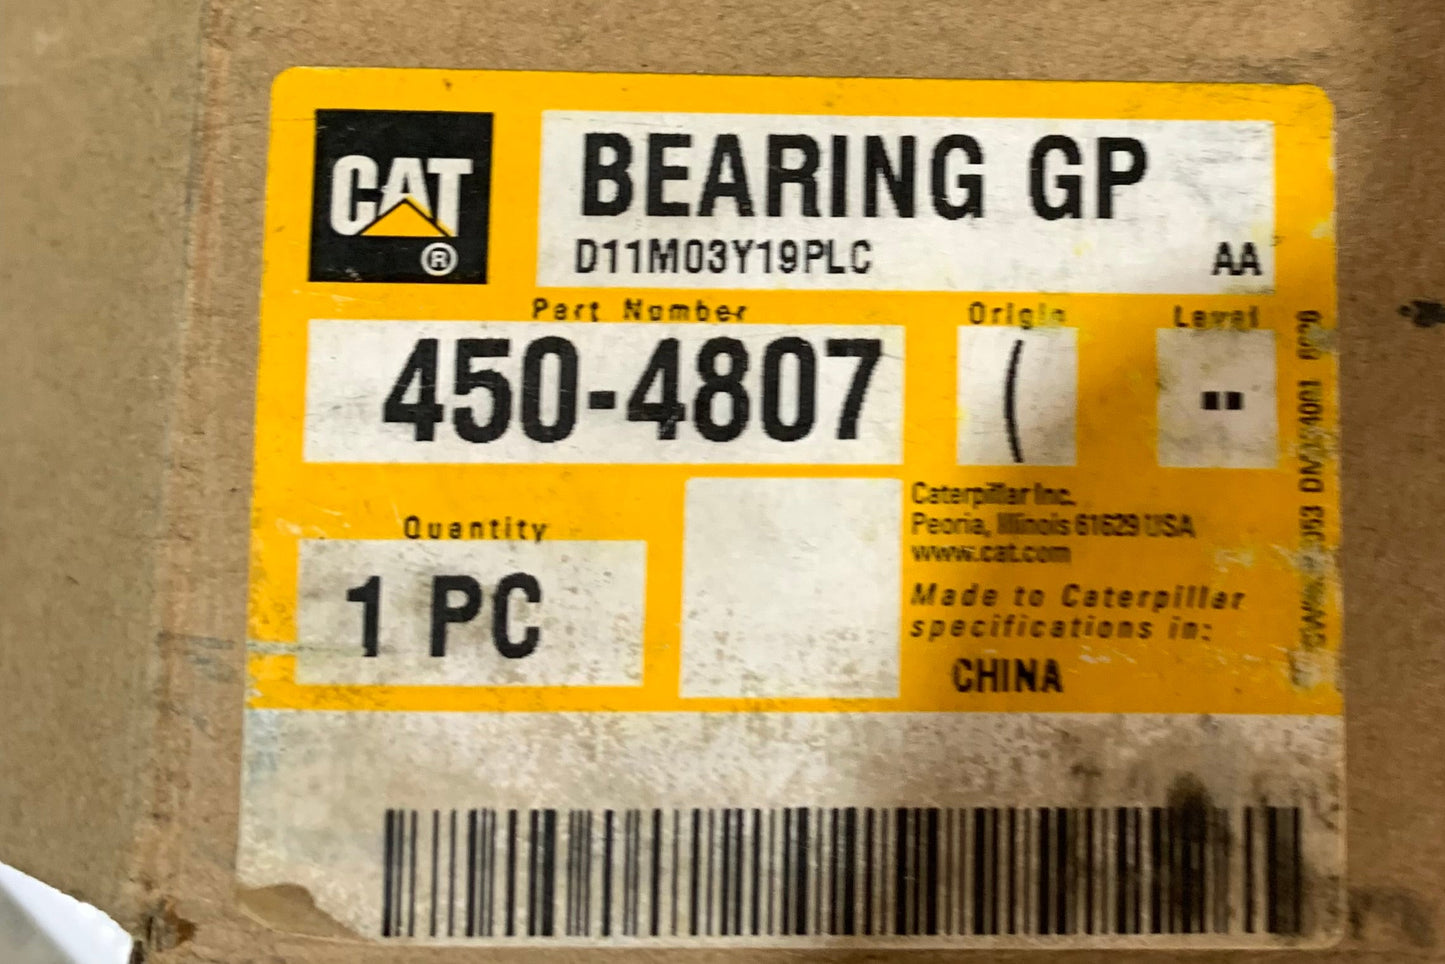 CAT
®
BEARING GP
D11M03Y19PLC AA
Part Number Origin Level
450-4807 ( --
Quantity
1 PC
Caterpillar Inc.
Peoria, Illinois 61629 USA
www.cat.com
Made to Caterpillar
specifications in:
CHINA